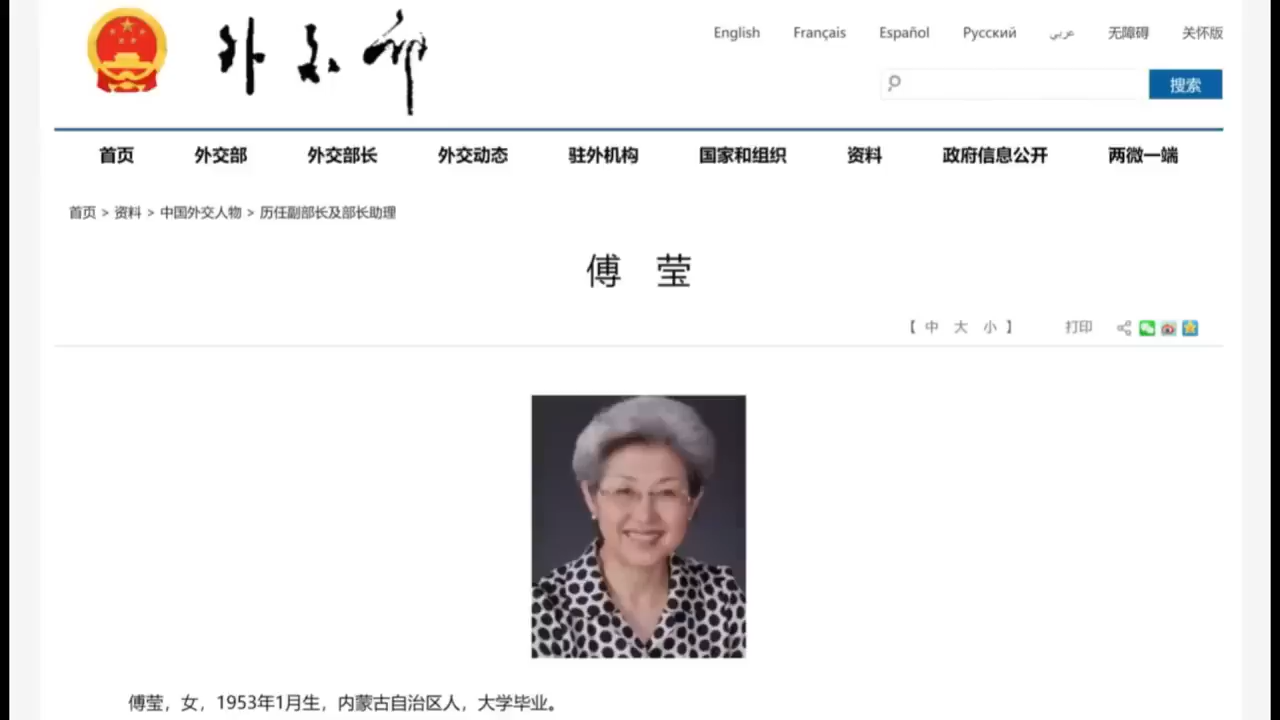 外交部
English Français Español Русский عربي 无障碍 关怀版
搜索
首页 外交部 外交部长 外交动态 驻外机构 国家和组织 资料 政府信息公开 两微一端
首页 > 资料 > 中国外交人物 > 历任副部长及部长助理
傅 莹
【 中 大 小 】 打印
傅莹，女，1953年1月生，内蒙古自治区人，大学毕业。